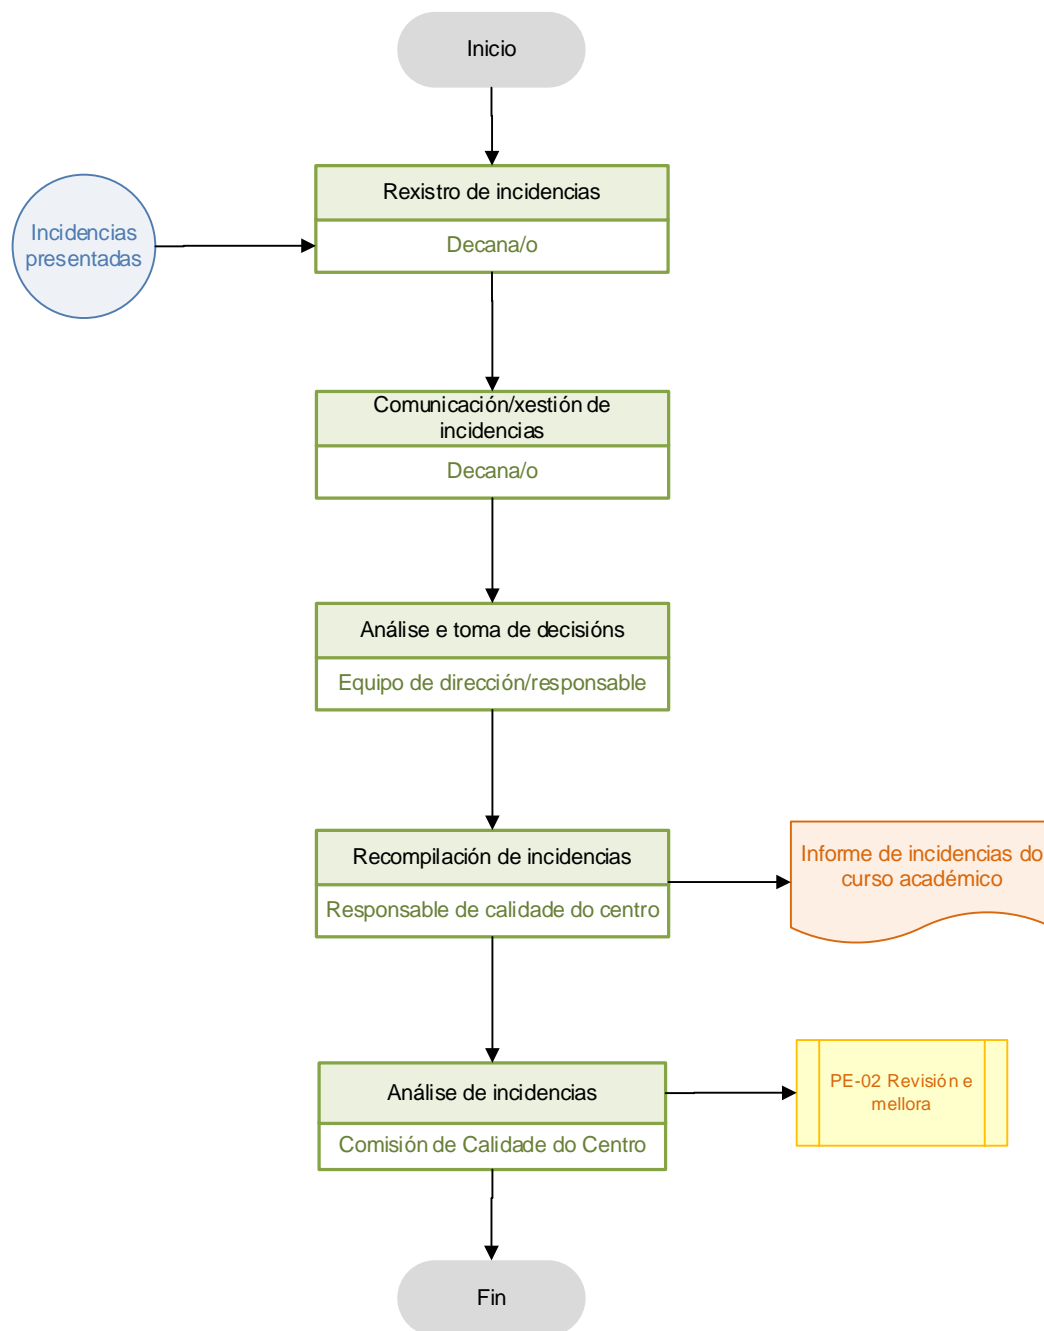 Inicio
Rexistro de incidencias
Decana/o
Incidencias
presentadas
Comunicación/xestión de
incidencias
Decana/o
Análise e toma de decisións
Equipo de dirección/responsable
Recompilación de incidencias
Responsable de calidade do centro
Informe de incidencias do
curso académico
Análise de incidencias
Comisión de Calidade do Centro
PE-02 Revisión e
mellora
Fin